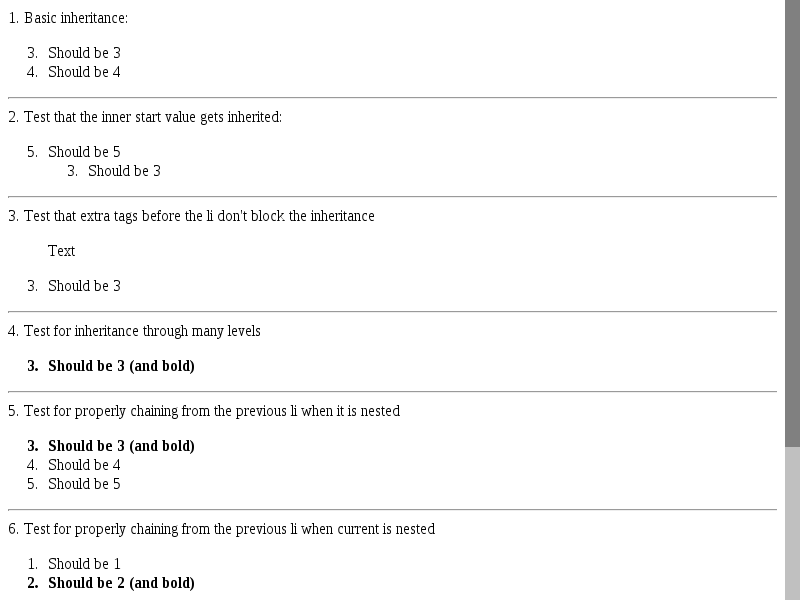 1. Basic inheritance:
3. Should be 3
4. Should be 4
2. Test that the inner start value gets inherited:
5. Should be 5
3. Should be 3
3. Test that extra tags before the li don't block the inheritance
Text
3. Should be 3
4. Test for inheritance through many levels
3. Should be 3 (and bold)
5. Test for properly chaining from the previous li when it is nested
3. Should be 3 (and bold)
4. Should be 4
5. Should be 5
6. Test for properly chaining from the previous li when current is nested
1. Should be 1
2. Should be 2 (and bold)